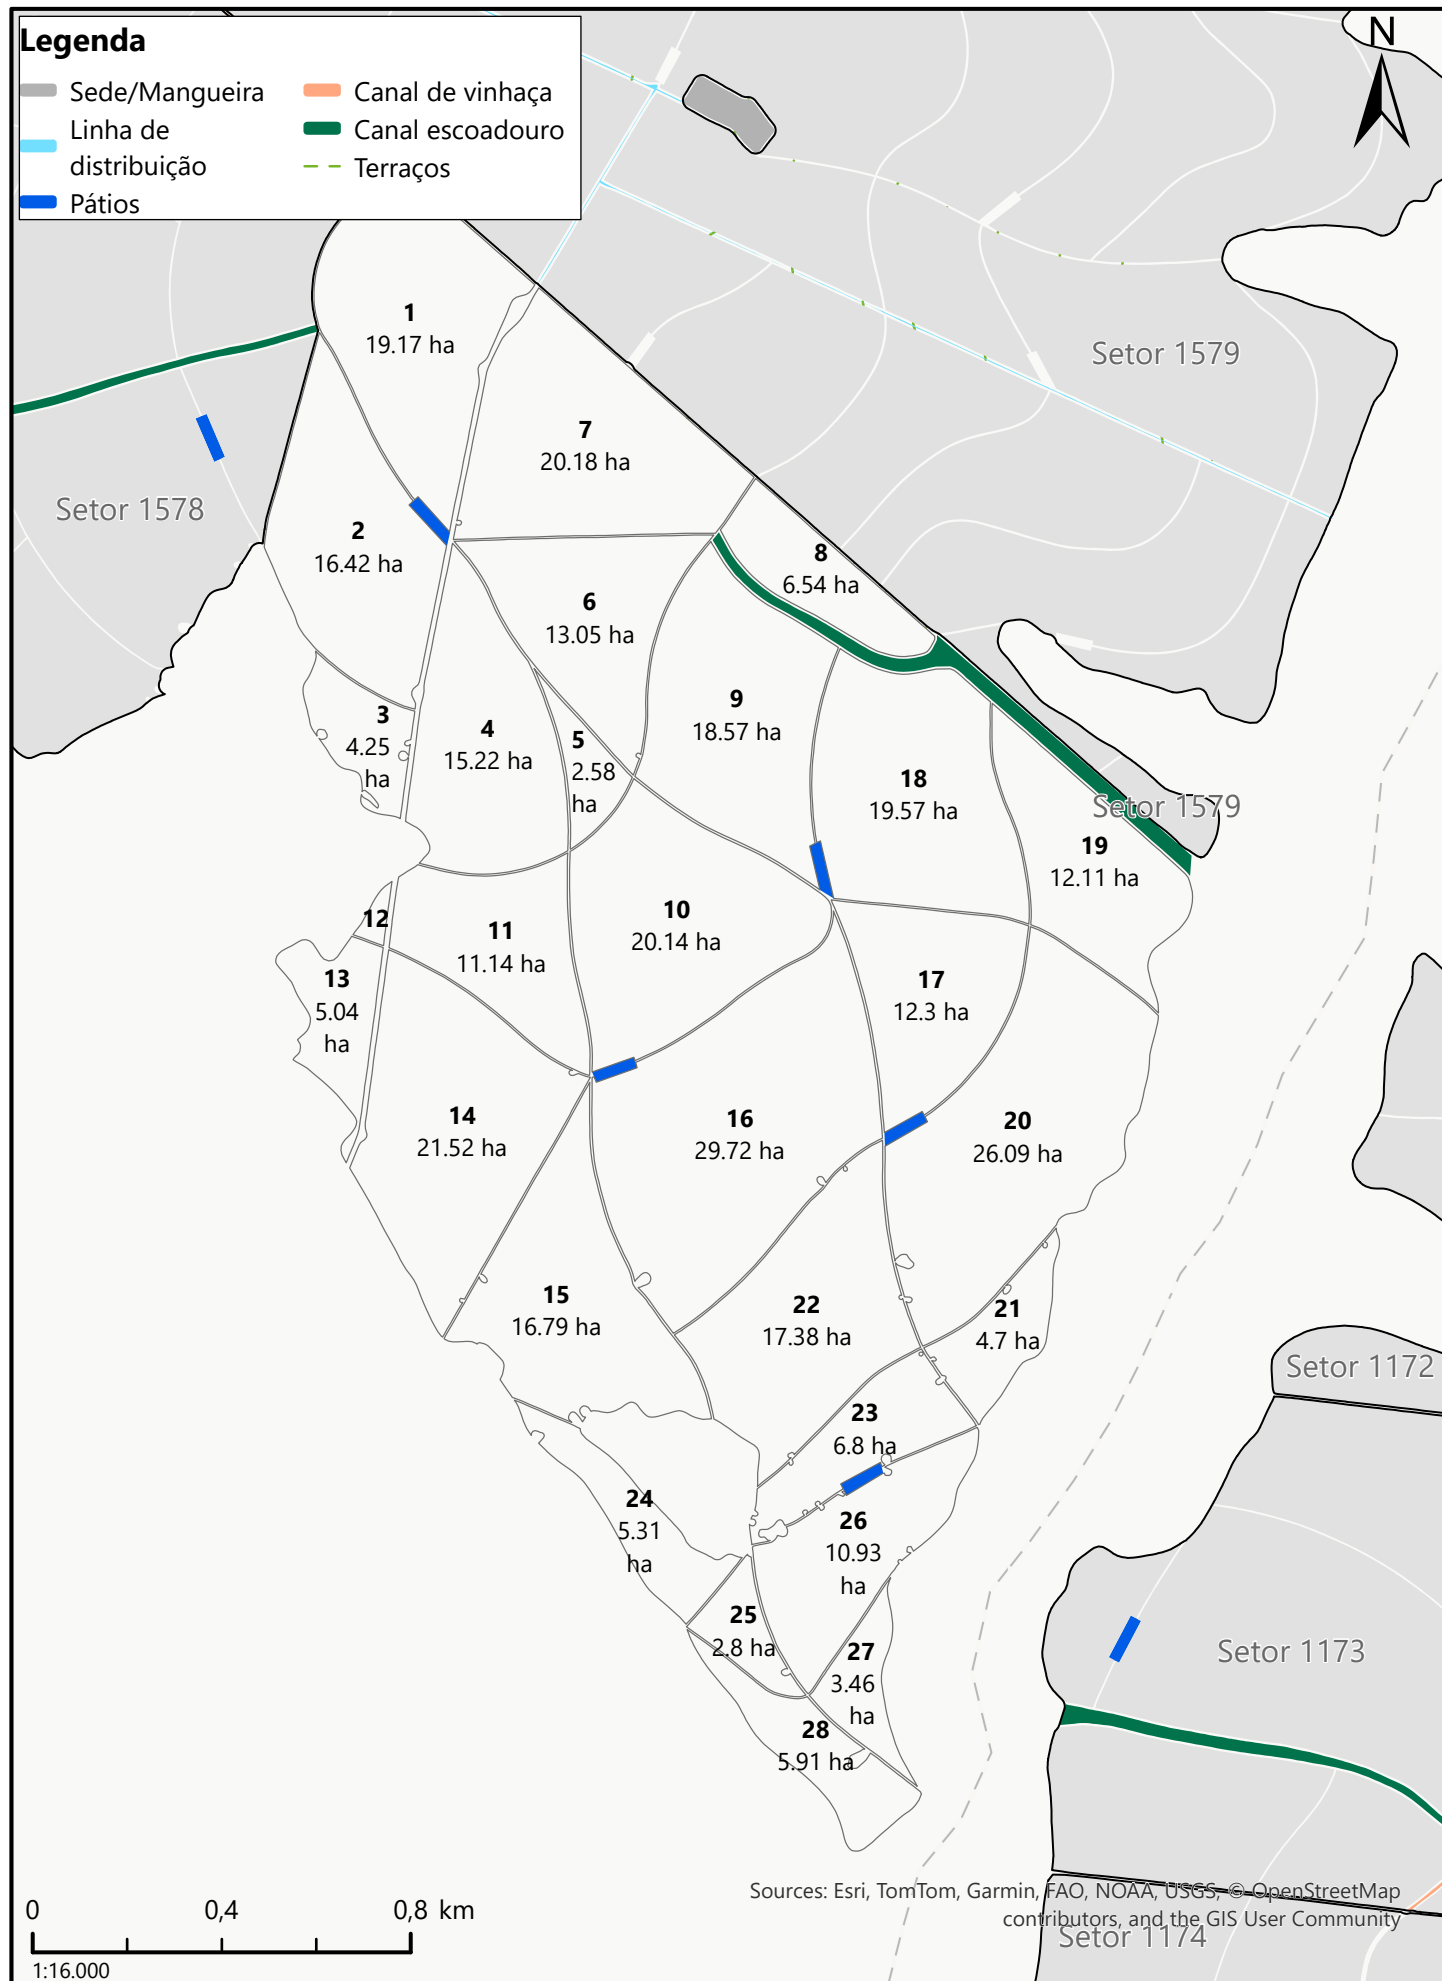 Legenda
Sede/Mangueira
Linha de
distribuição
Pátios
Canal de vinhaça
Canal escoadouro
Terraços
N
1
19.17 ha
Setor 1579
7
20.18 ha
Setor 1578
2
16.42 ha
8
6.54 ha
6
13.05 ha
3
4.25
ha
4
15.22 ha
5
2.58
ha
9
18.57 ha
18
19.57 ha
Setor 1579
19
12.11 ha
12
11
11.14 ha
10
20.14 ha
13
5.04
ha
17
12.3 ha
14
21.52 ha
16
29.72 ha
20
26.09 ha
15
16.79 ha
22
17.38 ha
21
4.7 ha
Setor 1172
23
6.8 ha
24
5.31
ha
26
10.93
ha
25
2.8 ha
27
3.46
ha
Setor 1173
28
5.91 ha
Sources: Esri, TomTom, Garmin, FAO, NOAA, USGS, © OpenStreetMap
contributors, and the GIS User Community
Setor 1174
0 0,4 0,8 km
1:16.000